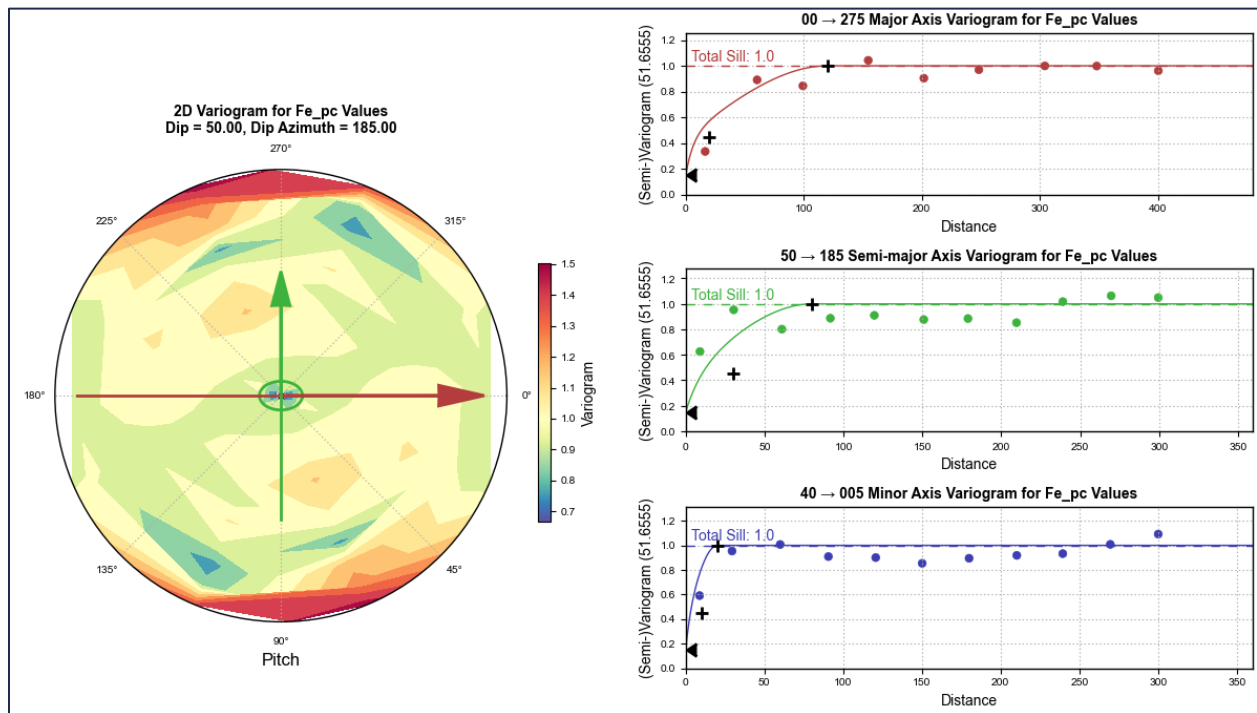 2D Variogram for Fe_pc Values
Dip = 50.00, Dip Azimuth = 185.00
270°
225°
315°
180°
0°
135°
45°
90°
Pitch
1.5
1.4
1.3
1.2
1.1
1.0
0.9
0.8
0.7
Variogram
00 → 275 Major Axis Variogram for Fe_pc Values
(Semi-)Variogram (51.6555)
1.2
1.0
0.8
0.6
0.4
0.2
0.0
Total Sill: 1.0
0 100 200 300 400
Distance
50 → 185 Semi-major Axis Variogram for Fe_pc Values
(Semi-)Variogram (51.6555)
1.2
1.0
0.8
0.6
0.4
0.2
0.0
Total Sill: 1.0
0 50 100 150 200 250 300 350
Distance
40 → 005 Minor Axis Variogram for Fe_pc Values
(Semi-)Variogram (51.6555)
1.2
1.0
0.8
0.6
0.4
0.2
0.0
Total Sill: 1.0
0 50 100 150 200 250 300 350
Distance